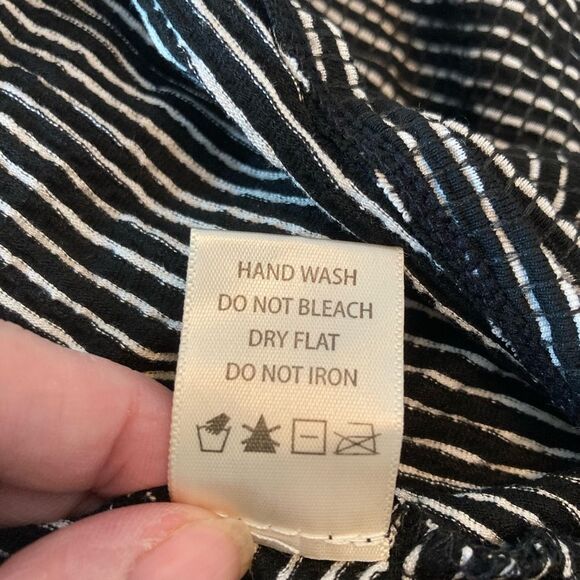 HAND WASH
DO NOT BLEACH
DRY FLAT
DO NOT IRON